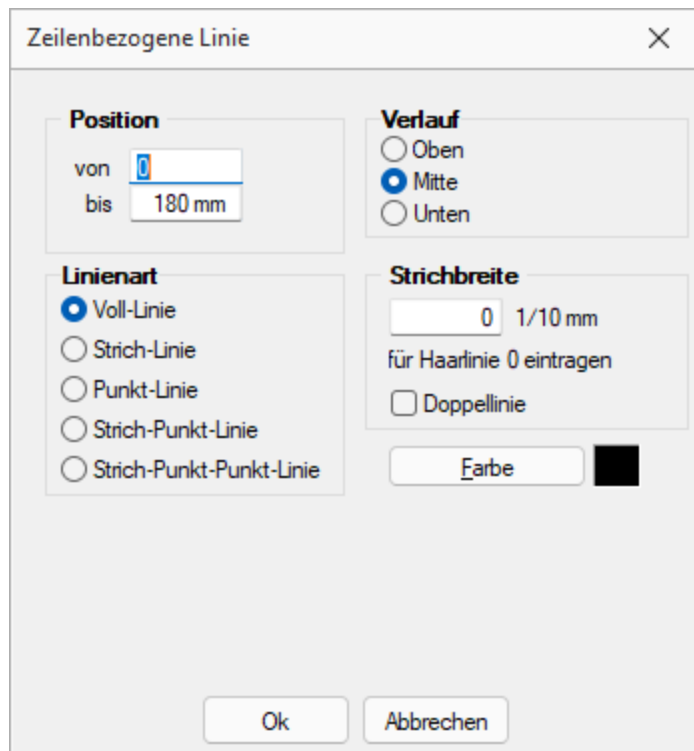 Zeilenbezogene Linie
Position
von 0
bis 180 mm
Verlauf
Oben
Mitte
Unten
Linienart
Voll-Linie
Strich-Linie
Punkt-Linie
Strich-Punkt-Linie
Strich-Punkt-Punkt-Linie
Strichbreite
0 1/10 mm
für Haarlinie 0 eintragen
Doppellinie
Farbe
Ok
Abbrechen